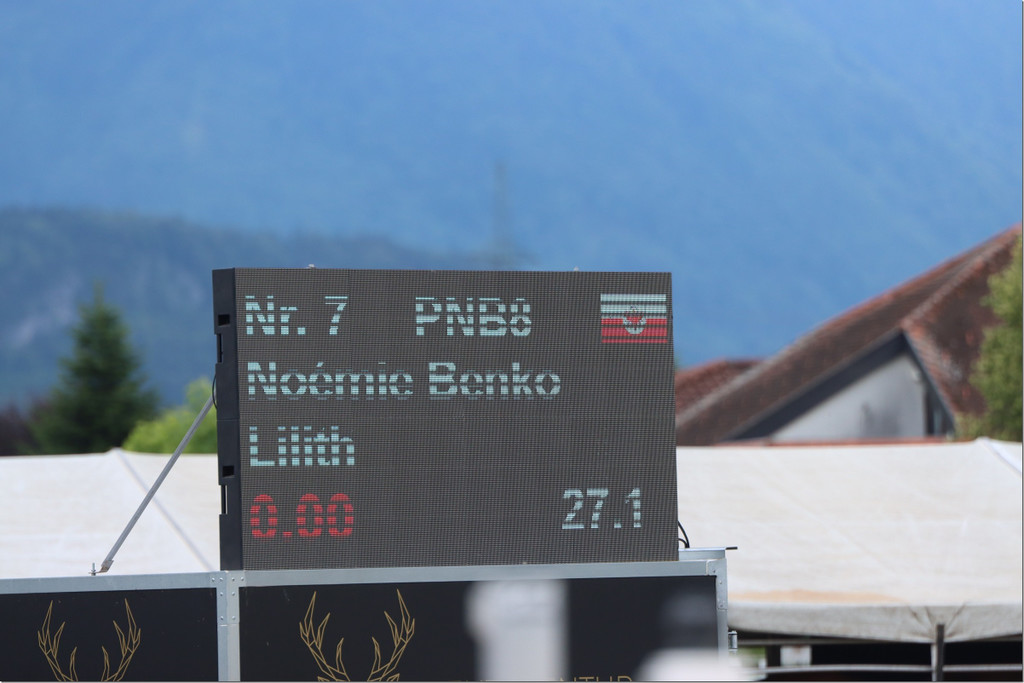 Nr. 7 PNB8
Noémie Benko
Lilith
0.00 27.1